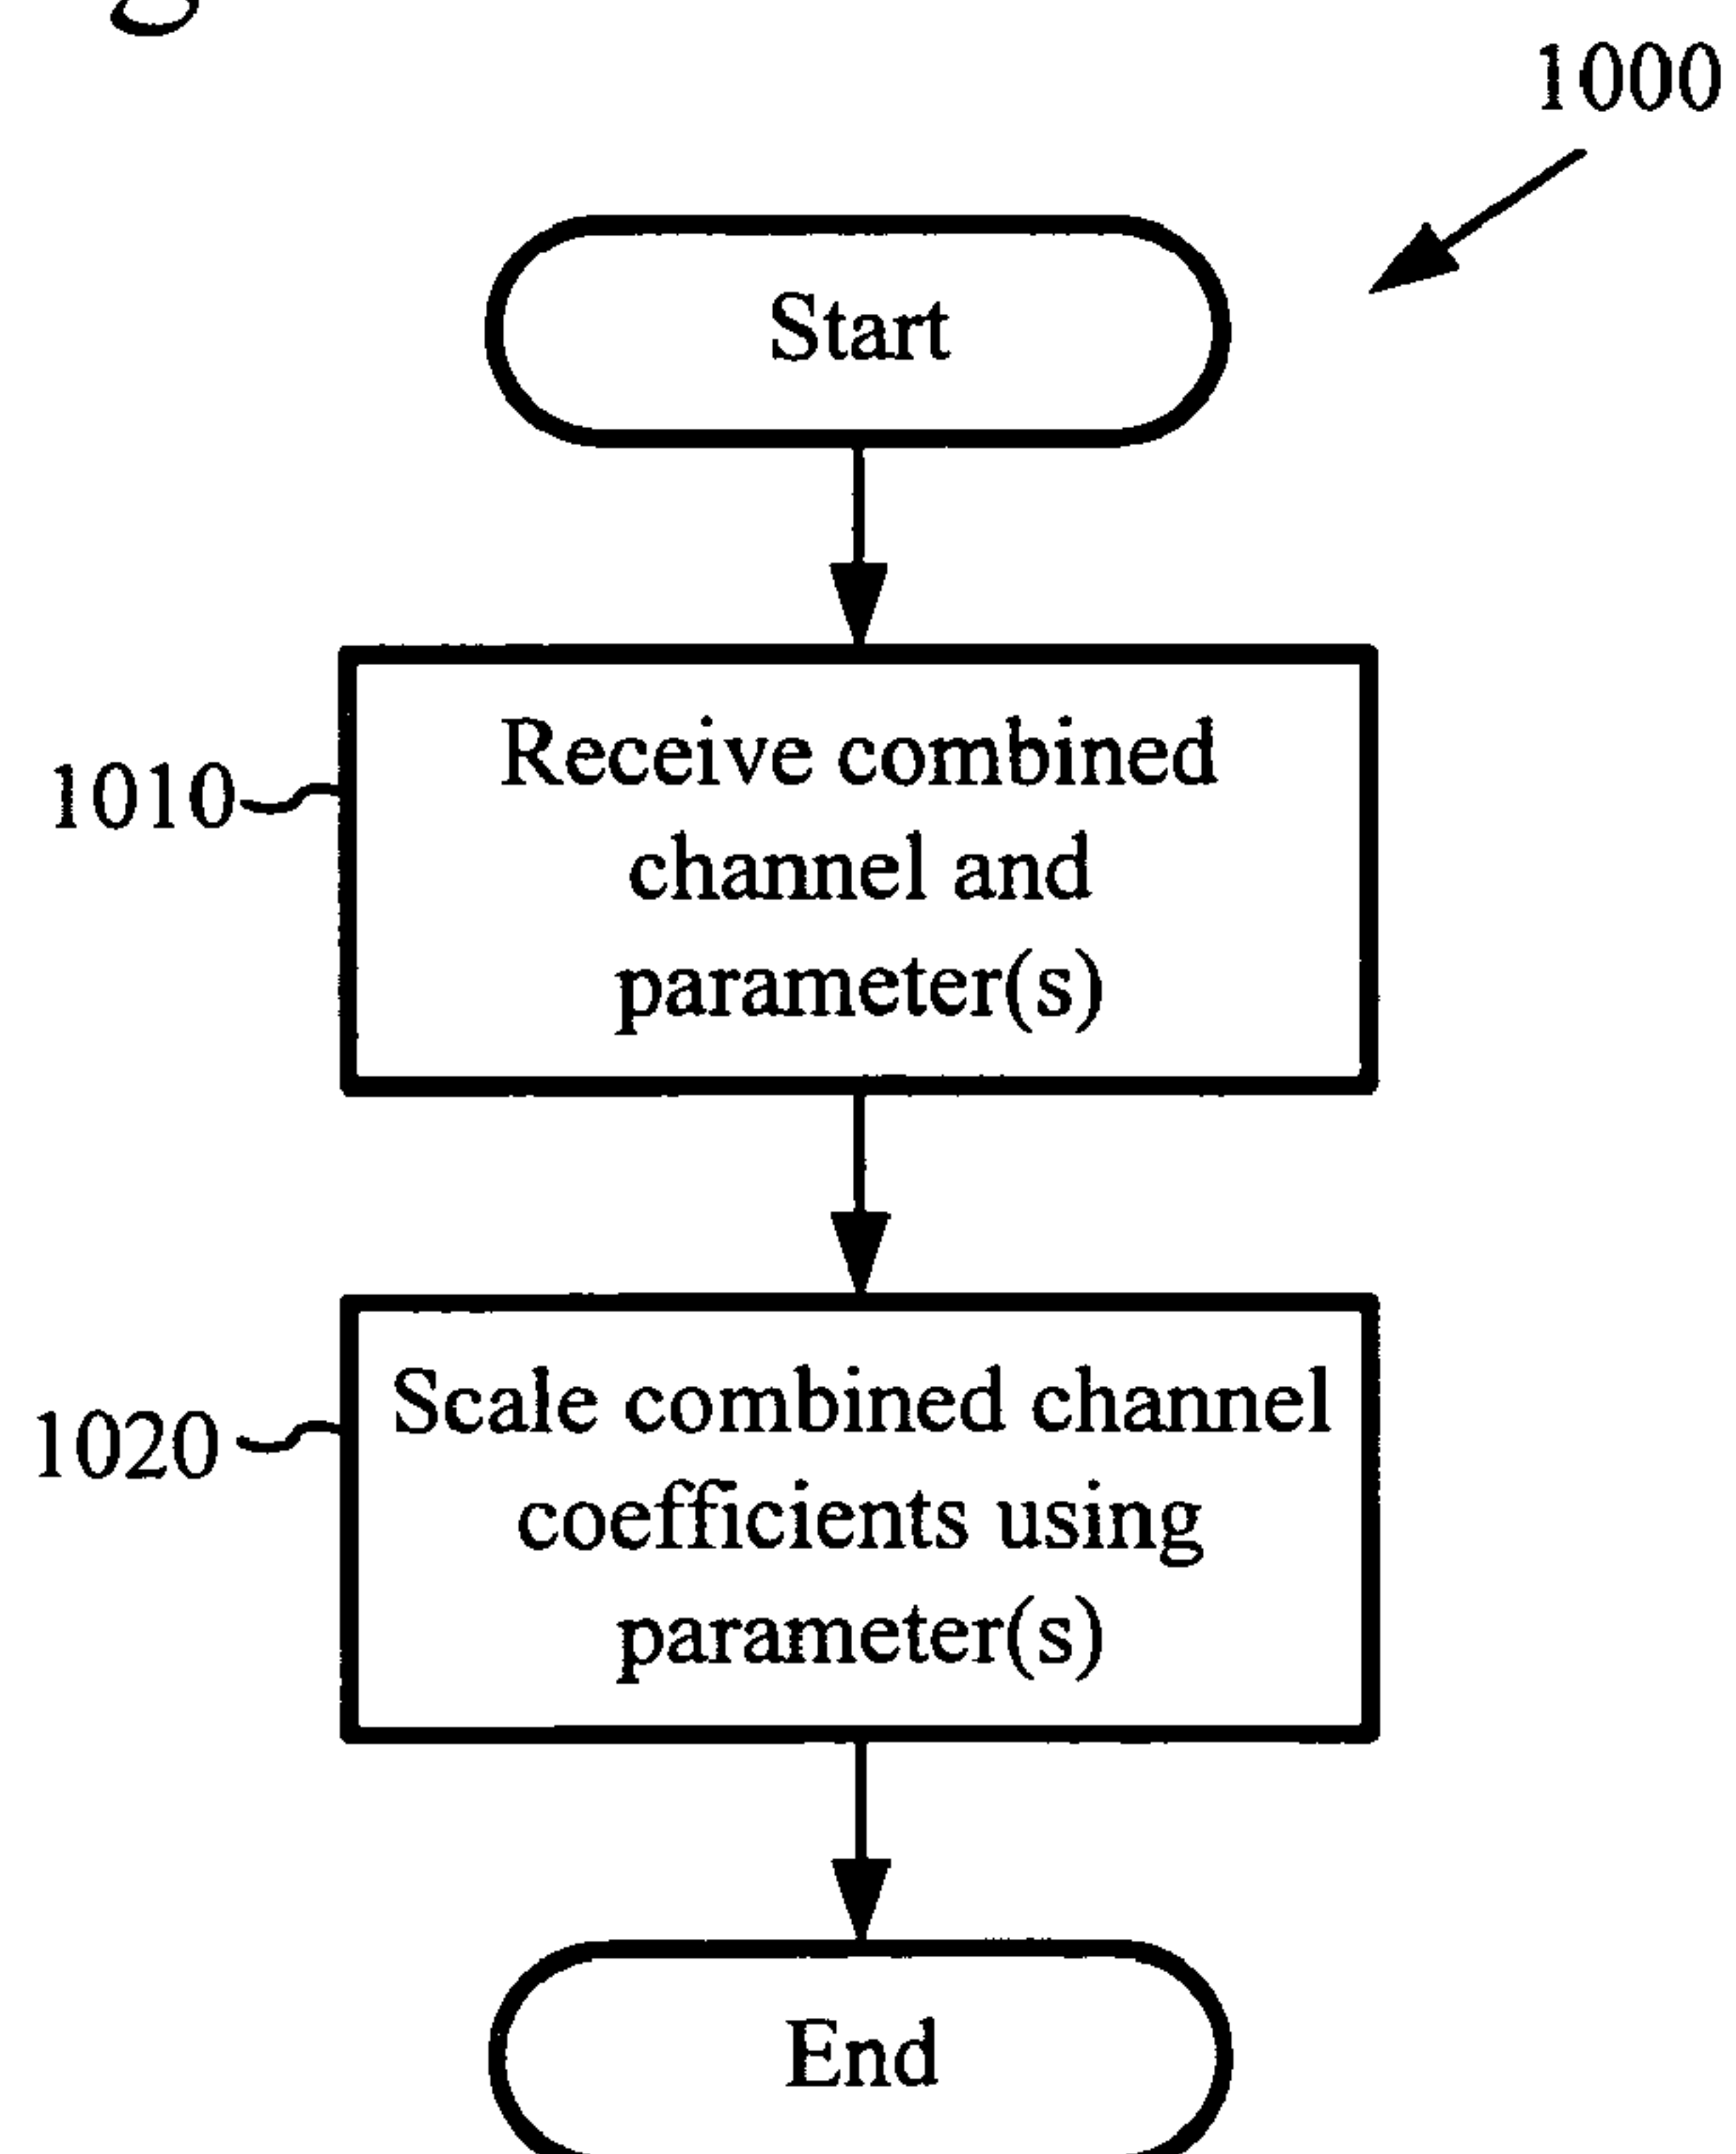 1000
Start
1010
Receive combined
channel and
parameter(s)
1020
Scale combined channel
coefficients using
parameter(s)
End